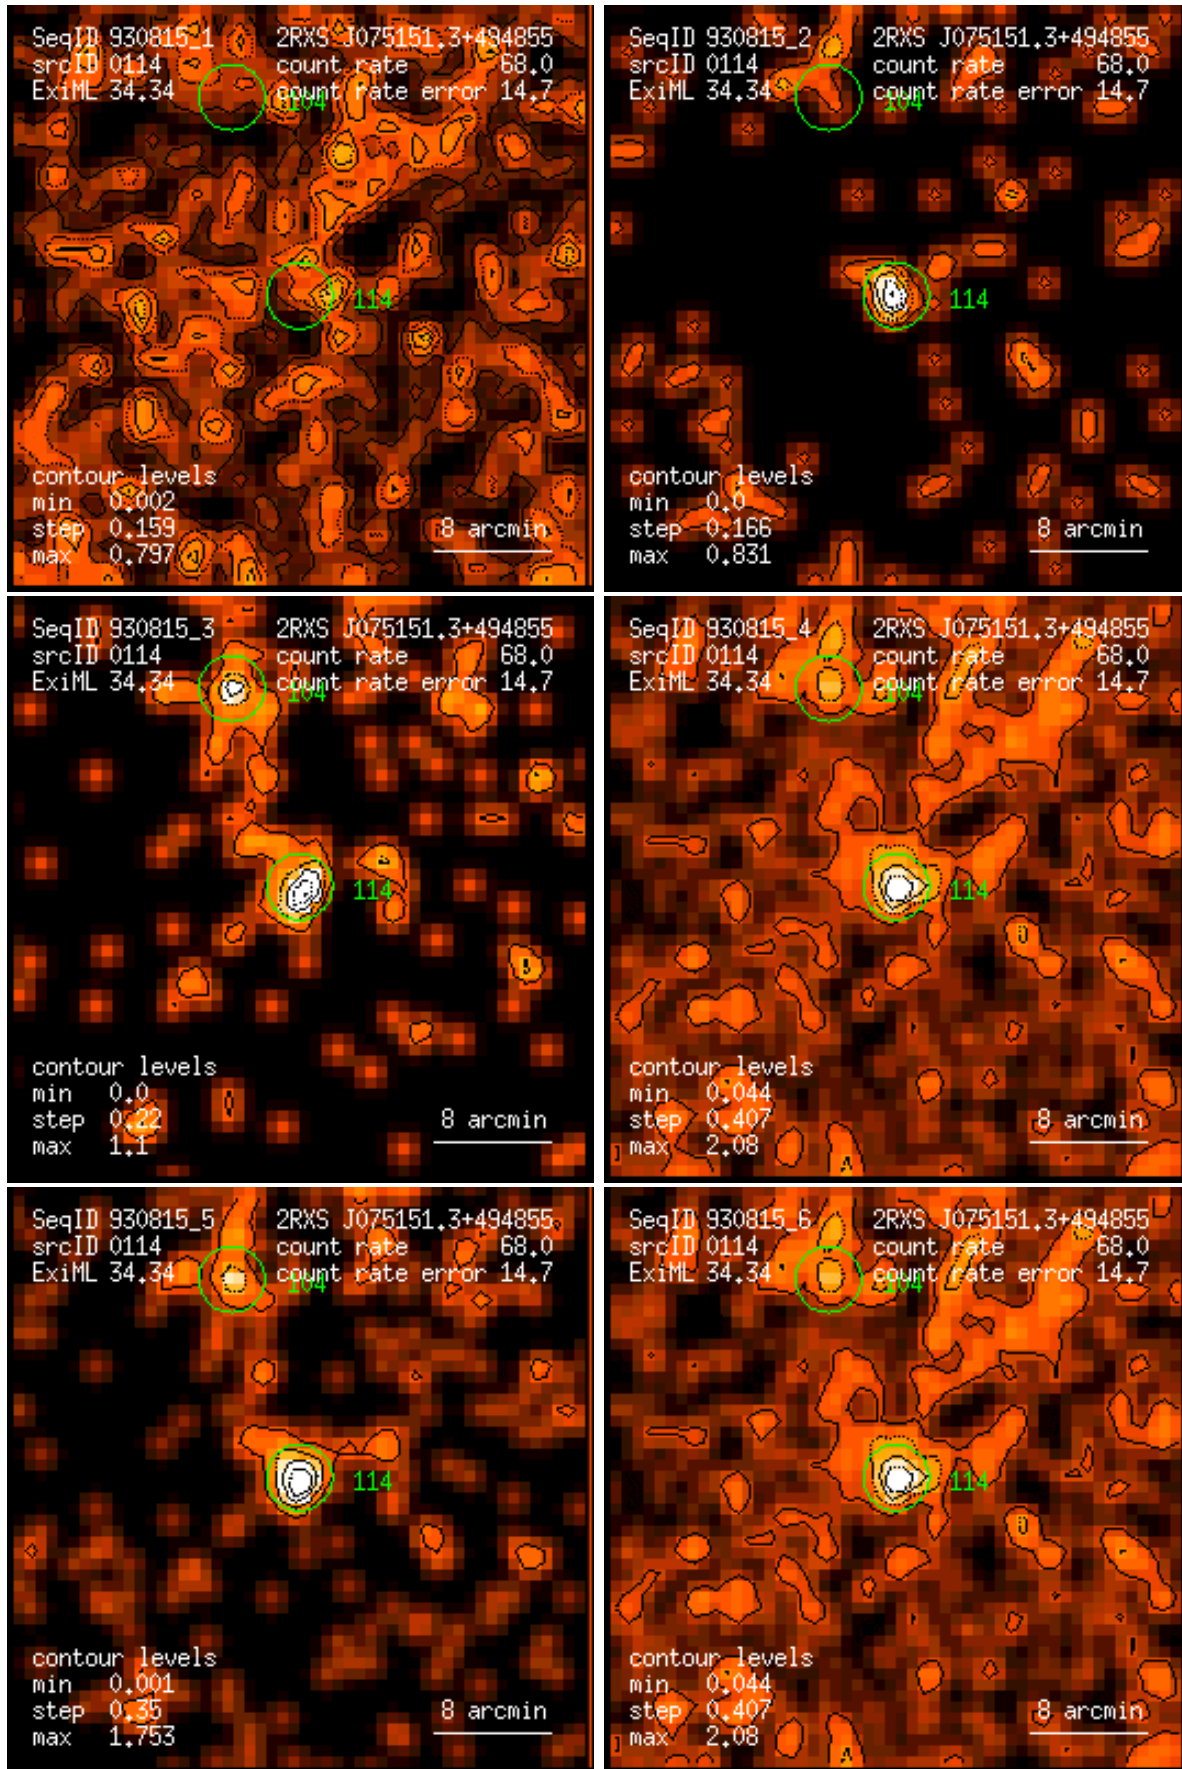 SeqID 930815_1 2RXS J075151.3+494855
srcID 0114 count rate 68.0
ExiML 34.34 count rate error 14.7
104
114
contour levels
min 0.002
step 0.159 8 arcmin
max 0.797
SeqID 930815_2 2RXS J075151.3+494855
srcID 0114 count rate 68.0
ExiML 34.34 count rate error 14.7
104
114
contour levels
min 0.0
step 0.166 8 arcmin
max 0.831
SeqID 930815_3 2RXS J075151.3+494855
srcID 0114 count rate 68.0
ExiML 34.34 count rate error 14.7
104
114
contour levels
min 0.0
step 0.22 8 arcmin
max 1.1
SeqID 930815_4 2RXS J075151.3+494855
srcID 0114 count rate 68.0
ExiML 34.34 count rate error 14.7
104
114
contour levels
min 0.044
step 0.407 8 arcmin
max 2.08
SeqID 930815_5 2RXS J075151.3+494855
srcID 0114 count rate 68.0
ExiML 34.34 count rate error 14.7
104
114
contour levels
min 0.001
step 0.35 8 arcmin
max 1.753
SeqID 930815_6 2RXS J075151.3+494855
srcID 0114 count rate 68.0
ExiML 34.34 count rate error 14.7
104
114
contour levels
min 0.044
step 0.407 8 arcmin
max 2.08